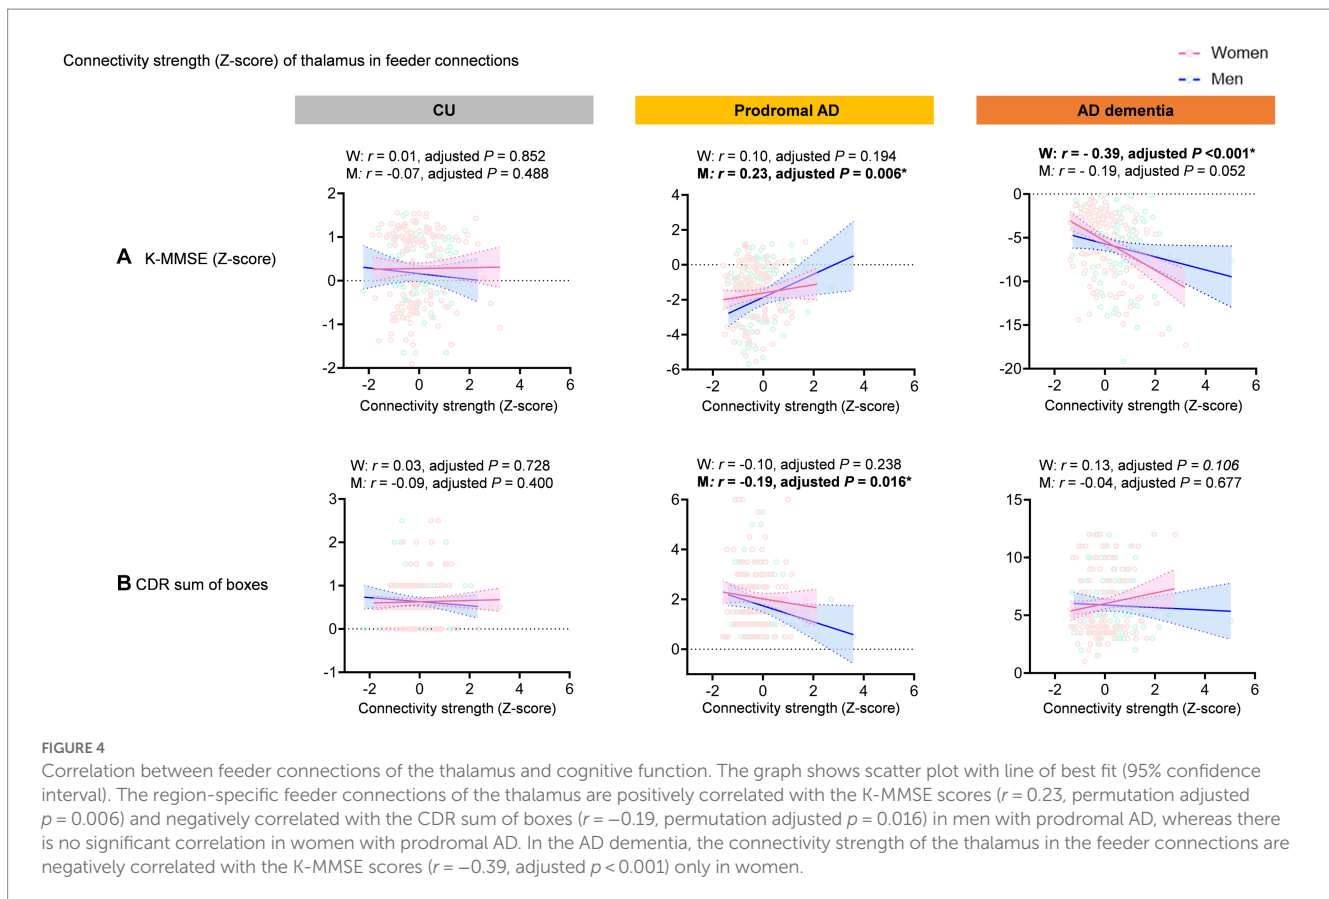 Connectivity strength (Z-score) of thalamus in feeder connections
Women
Men
CU
Prodromal AD
AD dementia
W: r = 0.01, adjusted P = 0.852
M: r = -0.07, adjusted P = 0.488
W: r = 0.10, adjusted P = 0.194
M: r = 0.23, adjusted P = 0.006*
W: r = - 0.39, adjusted P <0.001*
M: r = - 0.19, adjusted P = 0.052
A K-MMSE (Z-score)
2
1
0
-1
-2
-2 0 2 4 6
Connectivity strength (Z-score)
4
2
0
-2
-4
-6
-2 0 2 4 6
Connectivity strength (Z-score)
0
-5
-10
-15
-20
-2 0 2 4 6
Connectivity strength (Z-score)
W: r = 0.03, adjusted P = 0.728
M: r = -0.09, adjusted P = 0.400
W: r = -0.10, adjusted P = 0.238
M: r = -0.19, adjusted P = 0.016*
W: r = 0.13, adjusted P = 0.106
M: r = -0.04, adjusted P = 0.677
B CDR sum of boxes
3
2
1
0
-1
-2 0 2 4 6
Connectivity strength (Z-score)
6
4
2
0
-2 0 2 4 6
Connectivity strength (Z-score)
15
10
5
0
-2 0 2 4 6
Connectivity strength (Z-score)
FIGURE 4
Correlation between feeder connections of the thalamus and cognitive function. The graph shows scatter plot with line of best fit (95% confidence
interval). The region-specific feeder connections of the thalamus are positively correlated with the K-MMSE scores (r = 0.23, permutation adjusted
p = 0.006) and negatively correlated with the CDR sum of boxes (r = −0.19, permutation adjusted p = 0.016) in men with prodromal AD, whereas there
is no significant correlation in women with prodromal AD. In the AD dementia, the connectivity strength of the thalamus in the feeder connections are
negatively correlated with the K-MMSE scores (r = −0.39, adjusted p < 0.001) only in women.